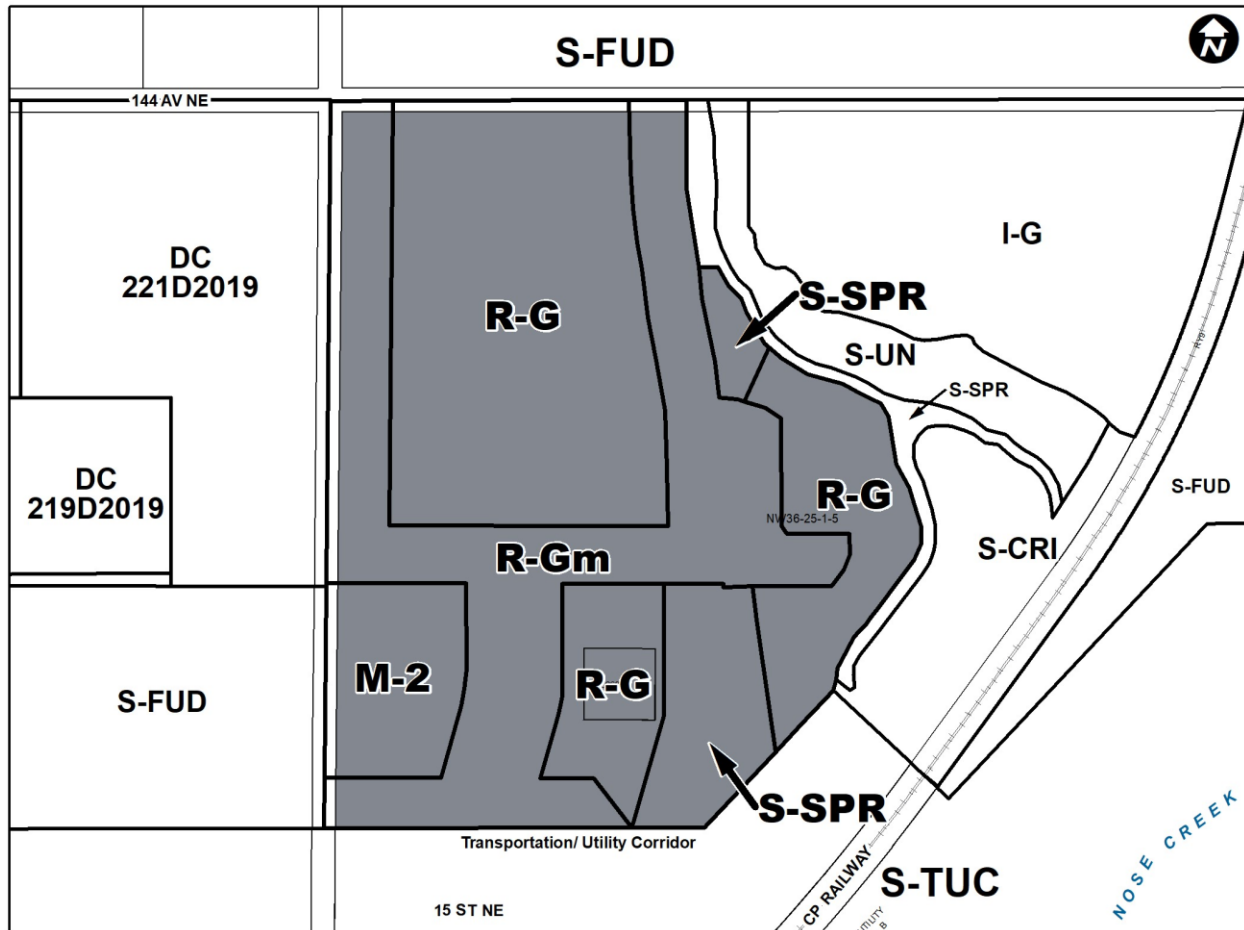 S-FUD
N
144 AV NE
I-G
DC
221D2019
S-SPR
R-G
S-UN
S-SPR
DC
219D2019
R-G
S-FUD
NW36-25-1-5
S-CRI
R-Gm
M-2
R-G
S-FUD
S-SPR
NOSE CREEK
Transportation/ Utility Corridor
CP RAILWAY
S-TUC
15 ST NE